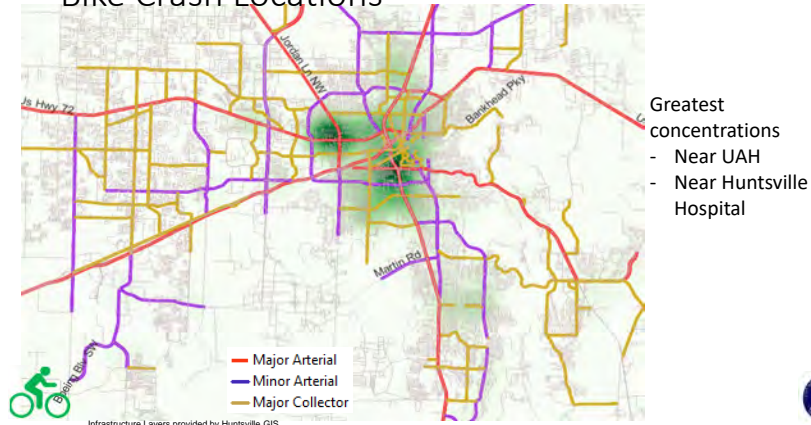 Bike Crash Locations
Jordan Ln NW
Us Hwy 72
Bankhead Pky
Martin Rd
Greatest
concentrations
- Near UAH
- Near Huntsville
Hospital
Major Arterial
Minor Arterial
Major Collector
Infrastructure Layers provided by Huntsville GIS